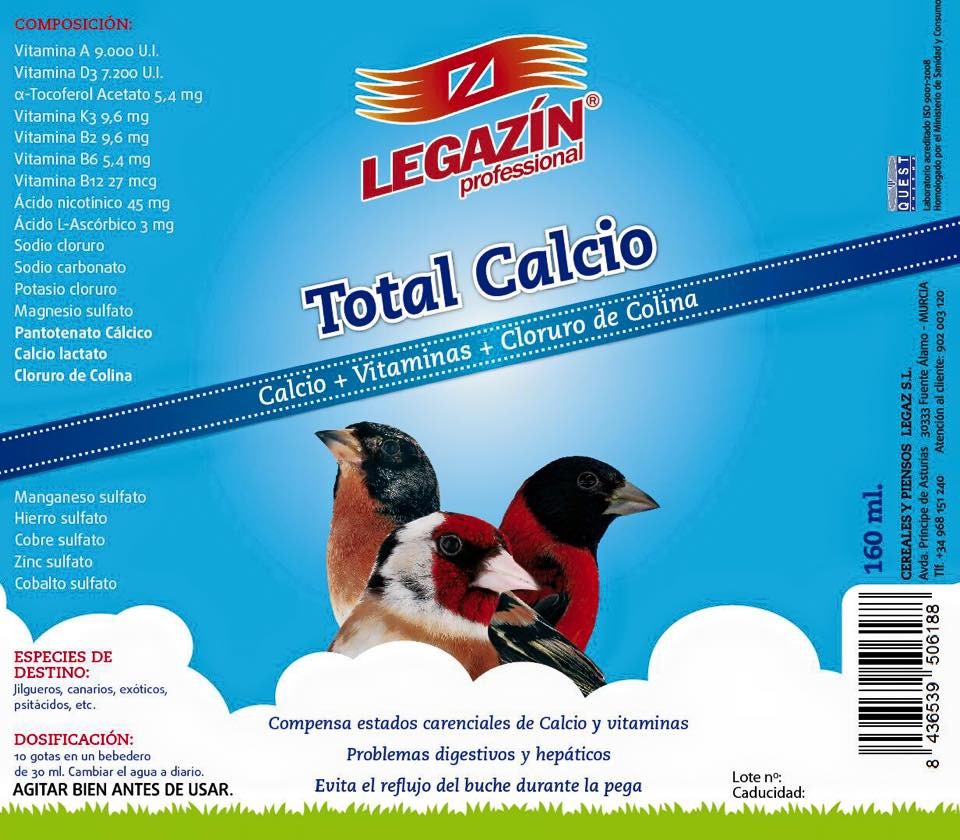 COMPOSICIÓN:
Vitamina A 9.000 U.I.
Vitamina D3 7.200 U.I.
α-Tocoferol Acetato 5,4 mg
Vitamina K3 9,6 mg
Vitamina B2 9,6 mg
Vitamina B6 5,4 mg
Vitamina B12 27 mcg
Ácido nicotínico 45 mg
Ácido L-Ascórbico 3 mg
Sodio cloruro
Sodio carbonato
Potasio cloruro
Magnesio sulfato
Pantotenato Cálcico
Calcio lactato
Cloruro de Colina
Manganeso sulfato
Hierro sulfato
Cobre sulfato
Zinc sulfato
Cobalto sulfato
ESPECIES DE
DESTINO:
Jilgueros, canarios, exóticos,
psitácidos, etc.
DOSIFICACIÓN:
10 gotas en un bebedero
de 30 ml. Cambiar el agua a diario.
AGITAR BIEN ANTES DE USAR.
LEGAZÍN®
professional
Total Calcio
Calcio + Vitaminas + Cloruro de Colina
Compensa estados carenciales de Calcio y vitaminas
Problemas digestivos y hepáticos
Evita el reflujo del buche durante la pega
QUEST
Laboratorio acreditado ISO 9001-2008
Homologado por el Ministerio de Sanidad y Consumo
160 ml.
CEREALES Y PIENSOS LEGAZ S.L.
Avda. Príncipe de Asturias 30333 Fuente Álamo - MURCIA
Tlf. +34 968 151 240 Atención al cliente: 902 003 120
8 436539 506188
Lote nº:
Caducidad: